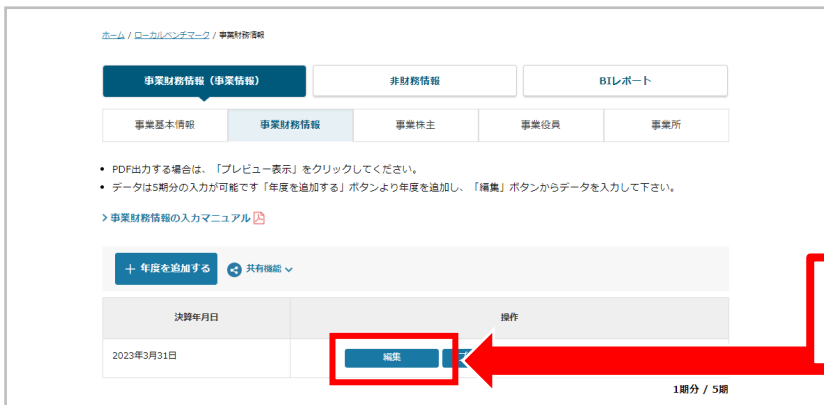 ホーム / ローカルベンチマーク / 事業財務情報
事業財務情報（事業情報） 非財務情報 BIレポート
事業基本情報 事業財務情報 事業株主 事業役員 事業所
• PDF出力する場合は、「プレビュー表示」をクリックしてください。
• データは5期分の入力が可能です「年度を追加する」ボタンより年度を追加し、「編集」ボタンからデータを入力して下さい。
> 事業財務情報の入力マニュアル
＋ 年度を追加する 共有機能
決算年月日 操作
2023年3月31日 編集
1期分 / 5期